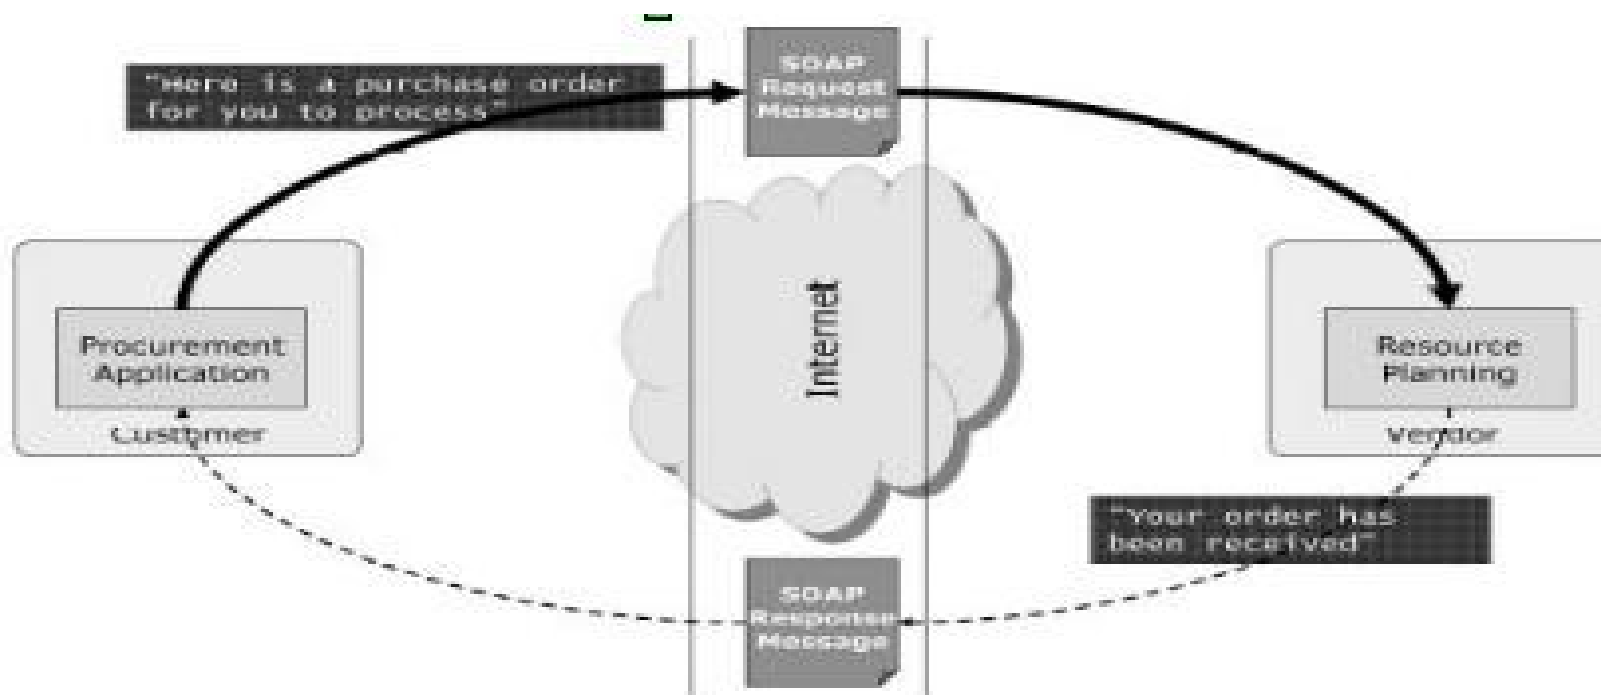 SOAP
Request
Message
"Here is a purchase order
for you to process"
Internet
Procurement
Application
Customer
Resource
Planning
Vendor
"Your order has
been received"
SOAP
Response
Message